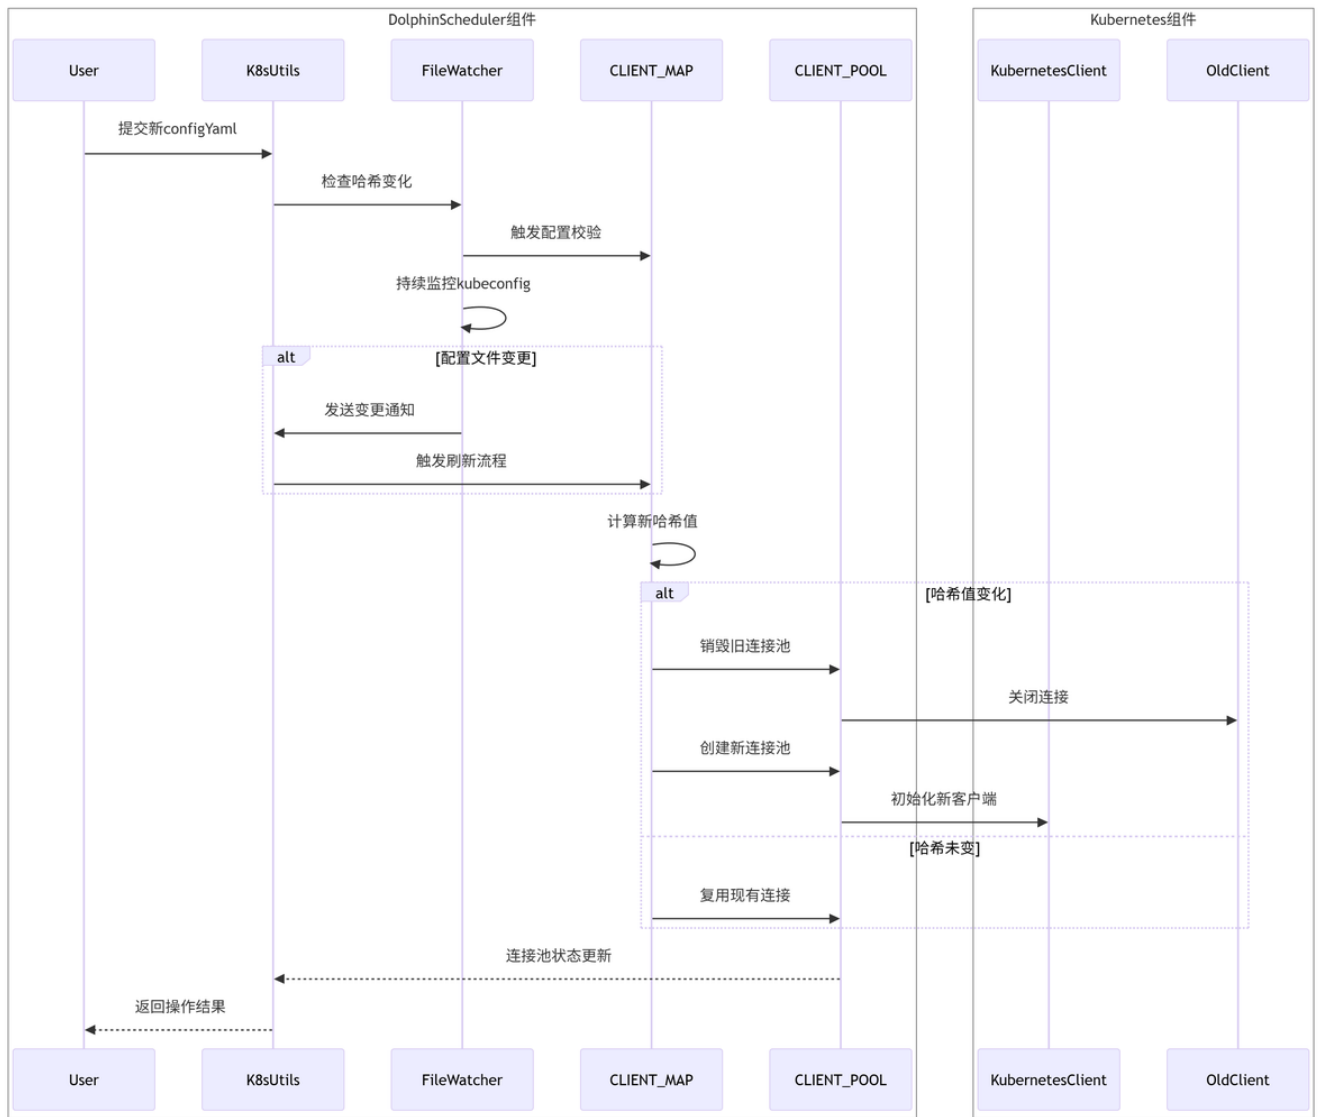 DolphinScheduler组件
Kubernetes组件
User
K8sUtils
FileWatcher
CLIENT_MAP
CLIENT_POOL
KubernetesClient
OldClient
提交新configYaml
检查哈希变化
触发配置校验
持续监控kubeconfig
alt
[配置文件变更]
发送变更通知
触发刷新流程
计算新哈希值
alt
[哈希值变化]
销毁旧连接池
关闭连接
创建新连接池
初始化新客户端
[哈希未变]
复用现有连接
连接池状态更新
返回操作结果
User
K8sUtils
FileWatcher
CLIENT_MAP
CLIENT_POOL
KubernetesClient
OldClient